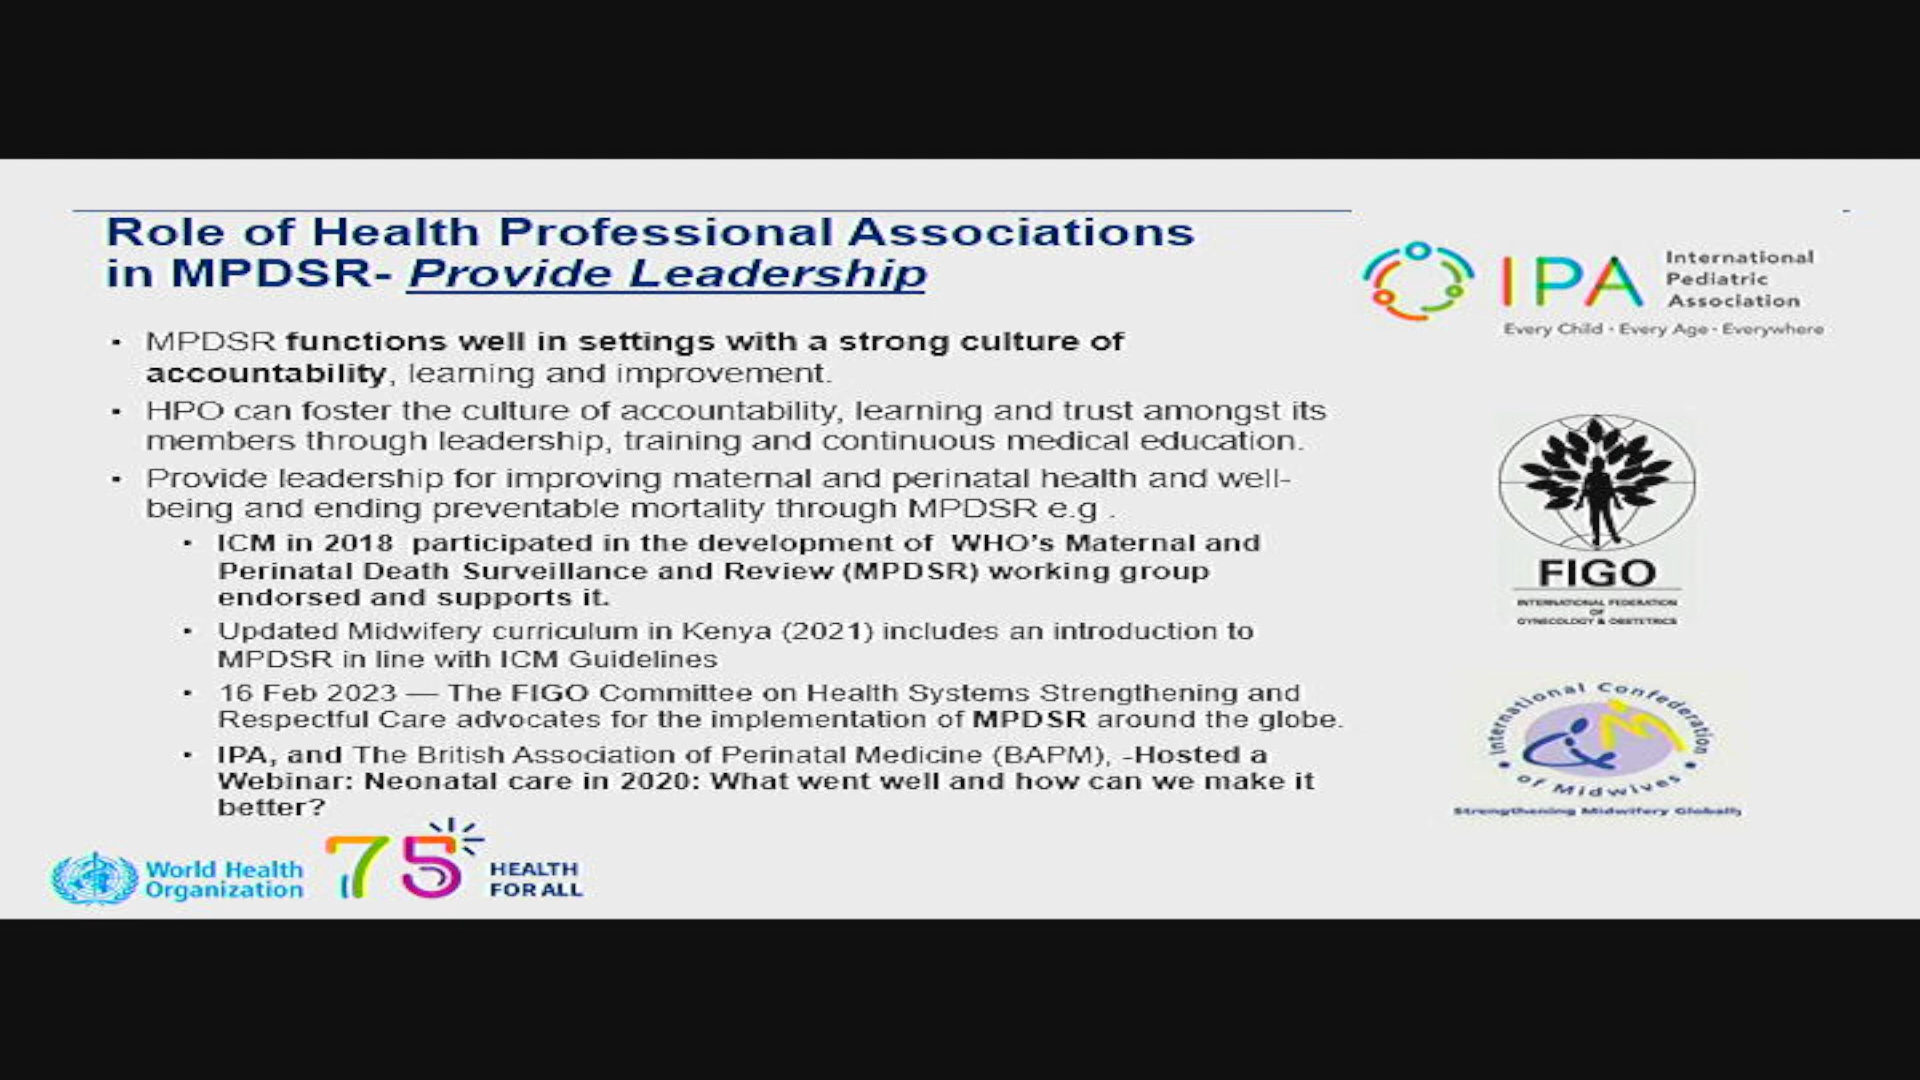 Role of Health Professional Associations
in MPDSR- Provide Leadership
▪ MPDSR functions well in settings with a strong culture of
accountability, learning and improvement.
▪ HPO can foster the culture of accountability, learning and trust amongst its
members through leadership, training and continuous medical education.
▪ Provide leadership for improving maternal and perinatal health and well-
being and ending preventable mortality through MPDSR e.g .
• ICM in 2018 participated in the development of WHO's Maternal and
Perinatal Death Surveillance and Review (MPDSR) working group
endorsed and supports it.
• Updated Midwifery curriculum in Kenya (2021) includes an introduction to
MPDSR in line with ICM Guidelines
• 16 Feb 2023 — The FIGO Committee on Health Systems Strengthening and
Respectful Care advocates for the implementation of MPDSR around the globe.
• IPA, and The British Association of Perinatal Medicine (BAPM), -Hosted a
Webinar: Neonatal care in 2020: What went well and how can we make it
better?
IPA
International
Pediatric
Association
Every Child • Every Age • Everywhere
FIGO
INTERNATIONAL FEDERATION
OF
GYNECOLOGY & OBSTETRICS
International Confederation
of Midwives
Strengthening Midwifery Globally
World Health
Organization
75
HEALTH
FOR ALL